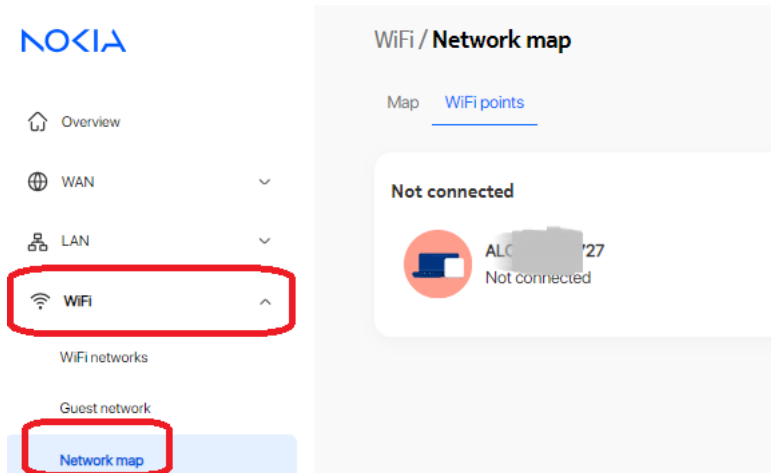 NOKIA
WiFi / Network map
Map WiFi points
Overview
WAN
LAN
WiFi
WiFi networks
Guest network
Network map
Not connected
Not connected